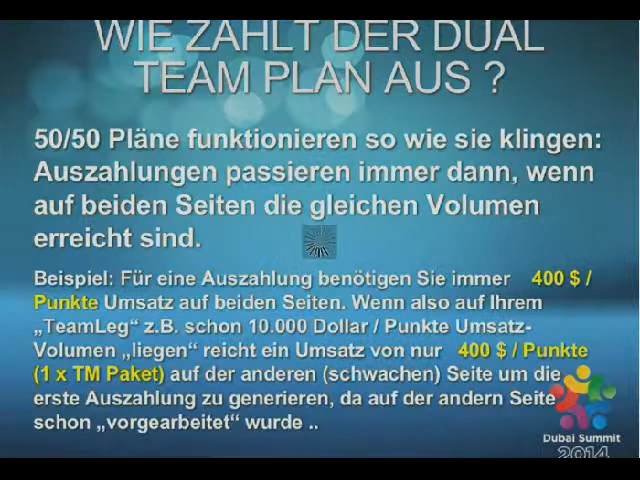 WIE ZAHLT DER DUAL
TEAM PLAN AUS ?
50/50 Pläne funktionieren so wie sie klingen:
Auszahlungen passieren immer dann, wenn
auf beiden Seiten die gleichen Volumen
erreicht sind.
Beispiel: Für eine Auszahlung benötigen Sie immer 400 $ /
Punkte Umsatz auf beiden Seiten. Wenn also auf Ihrem
„TeamLeg“ z.B. schon 10.000 Dollar / Punkte Umsatz-
Volumen „liegen“ reicht ein Umsatz von nur 400 $ / Punkte
(1 x TM Paket) auf der anderen (schwachen) Seite um die
erste Auszahlung zu generieren, da auf der andern Seite
schon „vorgearbeitet“ wurde ..
Dubai Summit
2014